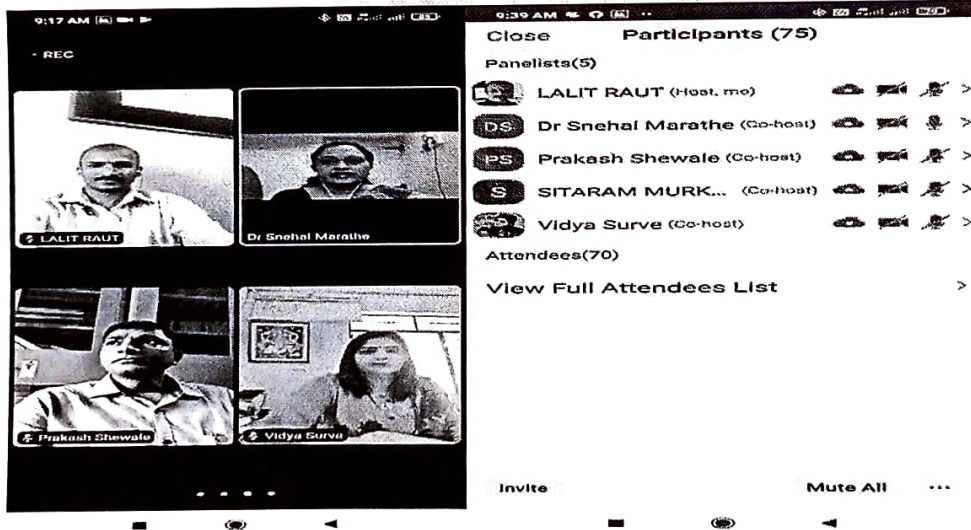 9:17 AM
• REC
LALIT RAUT
Dr Snehal Marathe
Prakash Shewale
Vidya Surve
9:39 AM
Close Participants (75)
Panelists(5)
LALIT RAUT (Host, me)
DS Dr Snehal Marathe (Co-host)
PS Prakash Shewale (Co-host)
S SITARAM MURK... (Co-host)
Vidya Surve (Co-host)
Attendees(70)
View Full Attendees List
Invite Mute All ...